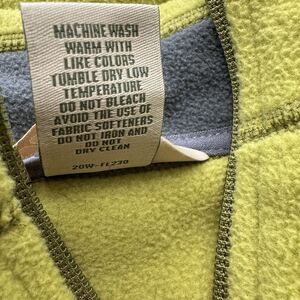 MACHINE WASH
WARM WITH
LIKE COLORS
TUMBLE DRY LOW
TEMPERATURE
DO NOT BLEACH
AVOID THE USE OF
FABRIC SOFTENERS
DO NOT IRON AND
DO NOT
DRY CLEAN
20W-FL230